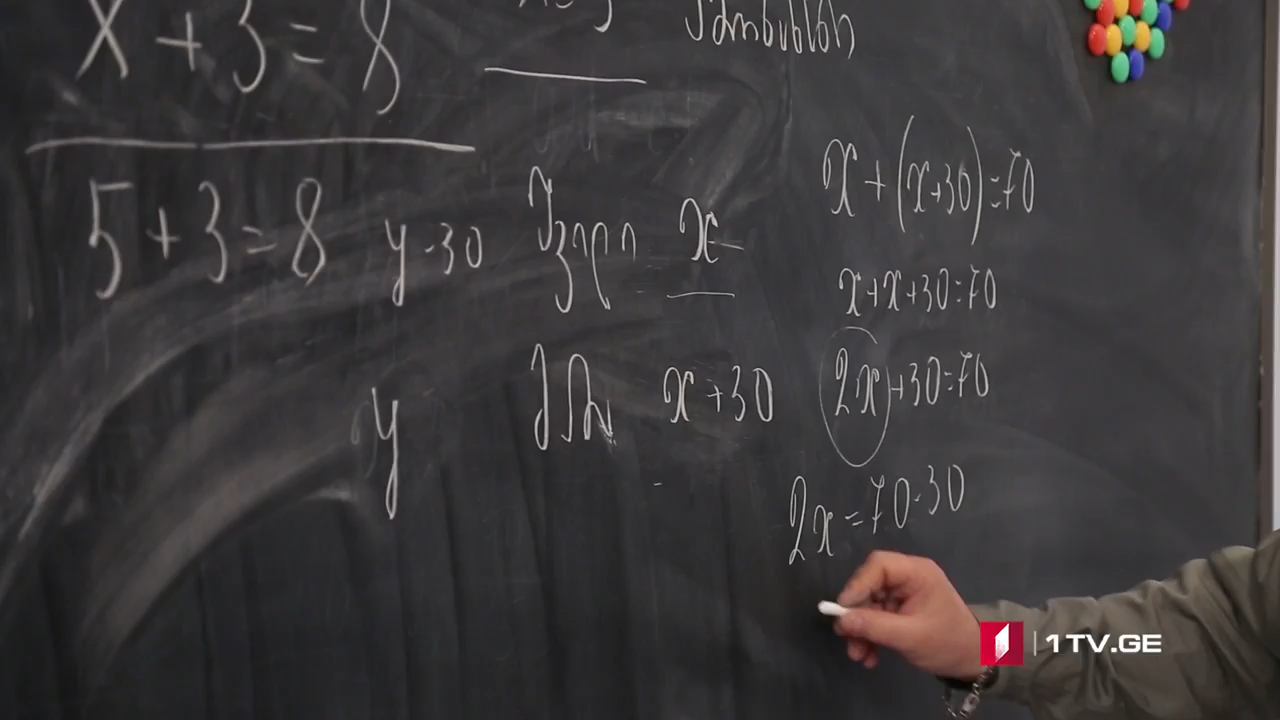 x + 3 = 8
5 + 3 = 8
y - 30
x
y
x + 30
x + (x+30) = 70
x + x + 30 = 70
2x + 30 = 70
2x = 70 - 30
1TV.GE